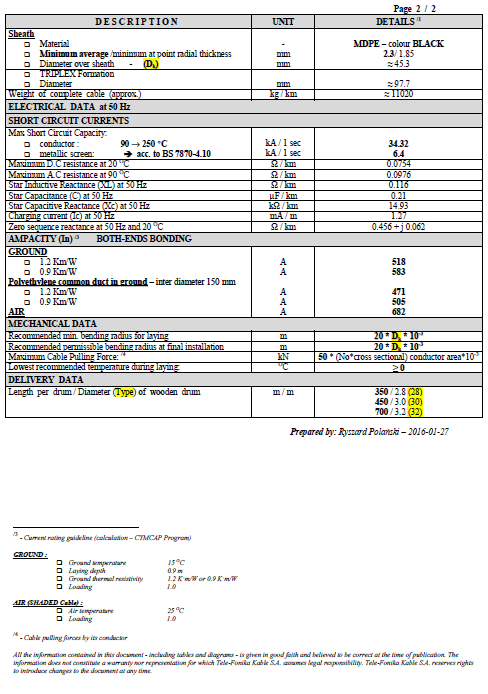 Page 2 / 2
D E S C R I P T I O N UNIT DETAILS /1
Sheath
Material - MDPE – colour BLACK
Minimum average /minimum at point radial thickness mm 2.3/ 1.85
Diameter over sheath - (Dk) mm ≈ 45.3
TRIPLEX Formation
Diameter mm ≈ 97.7
Weight of complete cable (approx.) kg / km ≈ 11020
ELECTRICAL DATA at 50 Hz
SHORT CIRCUIT CURRENTS
Max Short Circuit Capacity:
conductor : 90 → 250 °C kA / 1 sec 34.32
metallic screen: ➔ acc. to BS 7870-4.10 kA / 1 sec 6.4
Maximum D.C resistance at 20 °C Ω / km 0.0754
Maximum A.C resistance at 90 °C Ω / km 0.0976
Star Inductive Reactance (XL) at 50 Hz Ω / km 0.116
Star Capacitance (C) at 50 Hz μF / km 0.21
Star Capacitive Reactance (Xc) at 50 Hz kΩ / km 14.93
Charging current (Ic) at 50 Hz mA / m 1.27
Zero sequence reactance at 50 Hz and 20 °C Ω / km 0.456 + j 0.062
AMPACITY (In) /3 BOTH-ENDS BONDING
GROUND
1.2 Km/W A 518
0.9 Km/W A 583
Polyethylene common duct in ground – inter diameter 150 mm
1.2 Km/W A 471
0.9 Km/W A 505
AIR A 682
MECHANICAL DATA
Recommended min. bending radius for laying m 20 * Dk * 10-3
Recommended permissible bending radius at final installation m 20 * Dk * 10-3
Maximum Cable Pulling Force: /4 kN 50 * (No*cross sectional) conductor area*10-3
Lowest recommended temperature during laying: °C ≥ 0
DELIVERY DATA
Length per drum / Diameter (Type) of wooden drum m / m 350 / 2.8 (28)
450 / 3.0 (30)
700 / 3.2 (32)
Prepared by: Ryszard Polański – 2016-01-27
/3 - Current rating guideline (calculation – CYMCAP Program)
GROUND :
Ground temperature 15 °C
Laying depth 0.9 m
Ground thermal resistivity 1.2 K m/W or 0.9 K m/W
Loading 1.0
AIR (SHADED Cable) :
Air temperature 25 °C
Loading 1.0
/4 - Cable pulling forces by its conductor
All the information contained in this document - including tables and diagrams - is given in good faith and believed to be correct at the time of publication. The
information does not constitute a warranty nor representation for which Tele-Fonika Kable S.A. assumes legal responsibility. Tele-Fonika Kable S.A. reserves rights
to introduce changes to the document at any time.